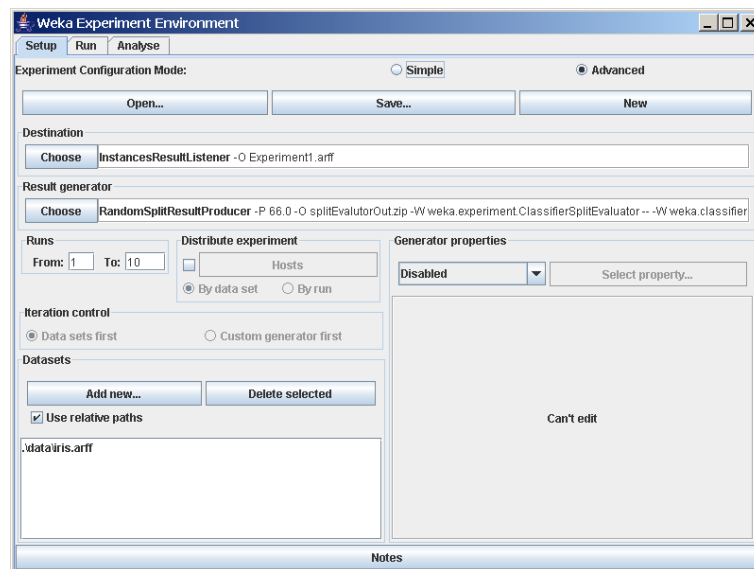 Weka Experiment Environment
Setup Run Analyse
Experiment Configuration Mode: Simple Advanced
Open... Save... New
Destination
Choose InstancesResultListener -O Experiment1.arff
Result generator
Choose RandomSplitResultProducer -P 66.0 -O splitEvalutorOut.zip -W weka.experiment.ClassifierSplitEvaluator -- -W weka.classifier
Runs Distribute experiment Generator properties
From: 1 To: 10 Hosts Disabled Select property...
By data set By run
Iteration control
Data sets first Custom generator first
Datasets
Add new... Delete selected
Use relative paths Can't edit
.\data\iris.arff
Notes